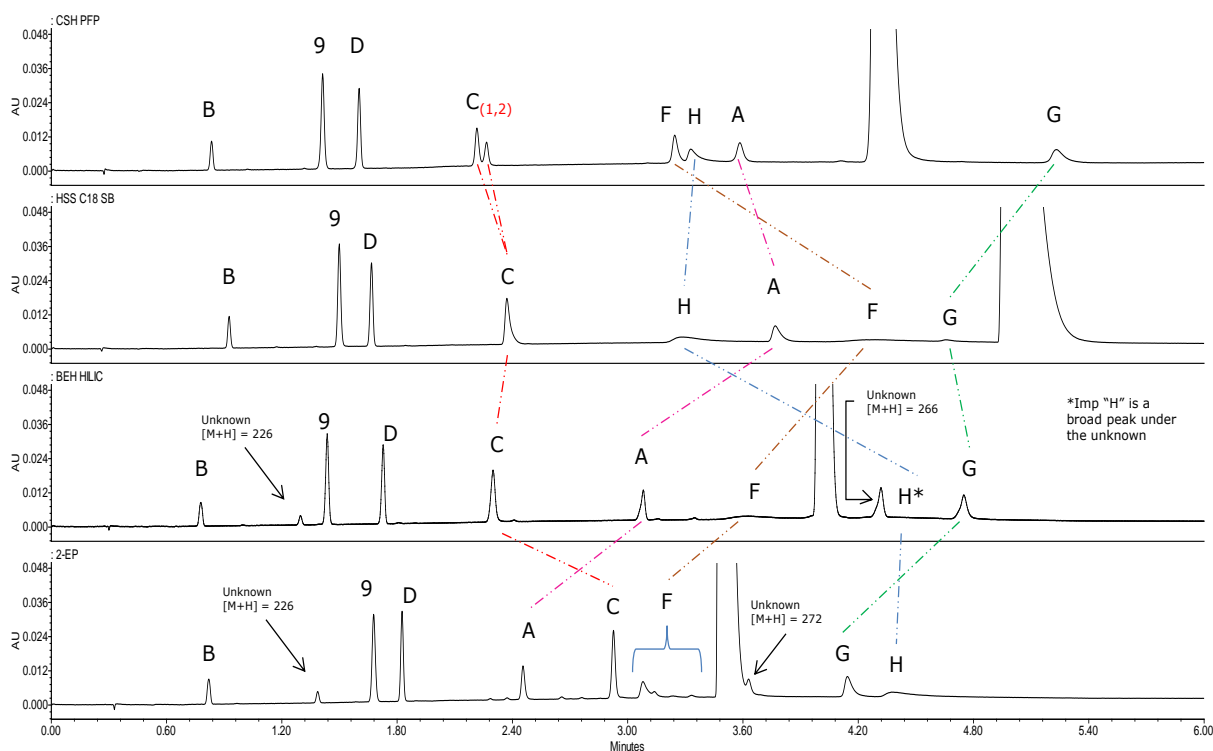 : CSH PFP
0.048
0.036
0.024
0.012
0.000
AU
B
9
D
C(1,2)
F
H
A
G
: HSS C18 SB
0.048
0.036
0.024
0.012
0.000
AU
B
9
D
C
H
A
F
G
: BEH HILIC
0.048
0.036
0.024
0.012
0.000
AU
B
Unknown
[M+H] = 226
9
D
C
A
F
Unknown
[M+H] = 266
H*
G
*Imp “H” is a
broad peak under
the unknown
: 2-EP
0.048
0.036
0.024
0.012
0.000
AU
B
Unknown
[M+H] = 226
9
D
A
C
F
Unknown
[M+H] = 272
G
H
0.00 0.60 1.20 1.80 2.40 3.00 3.60 4.20 4.80 5.40 6.00
Minutes